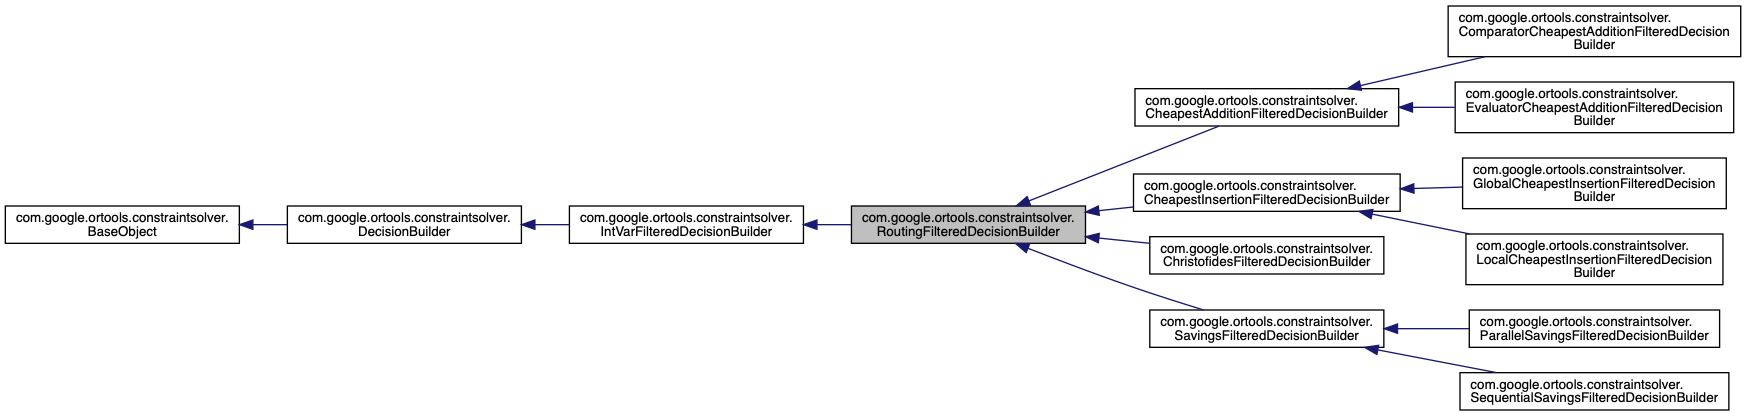 com.google.ortools.constraintsolver.
BaseObject
com.google.ortools.constraintsolver.
DecisionBuilder
com.google.ortools.constraintsolver.
IntVarFilteredDecisionBuilder
com.google.ortools.constraintsolver.
RoutingFilteredDecisionBuilder
com.google.ortools.constraintsolver.
CheapestAdditionFilteredDecisionBuilder
com.google.ortools.constraintsolver.
ComparatorCheapestAdditionFilteredDecision
Builder
com.google.ortools.constraintsolver.
EvaluatorCheapestAdditionFilteredDecision
Builder
com.google.ortools.constraintsolver.
CheapestInsertionFilteredDecisionBuilder
com.google.ortools.constraintsolver.
GlobalCheapestInsertionFilteredDecision
Builder
com.google.ortools.constraintsolver.
LocalCheapestInsertionFilteredDecision
Builder
com.google.ortools.constraintsolver.
ChristofidesFilteredDecisionBuilder
com.google.ortools.constraintsolver.
SavingsFilteredDecisionBuilder
com.google.ortools.constraintsolver.
ParallelSavingsFilteredDecisionBuilder
com.google.ortools.constraintsolver.
SequentialSavingsFilteredDecisionBuilder